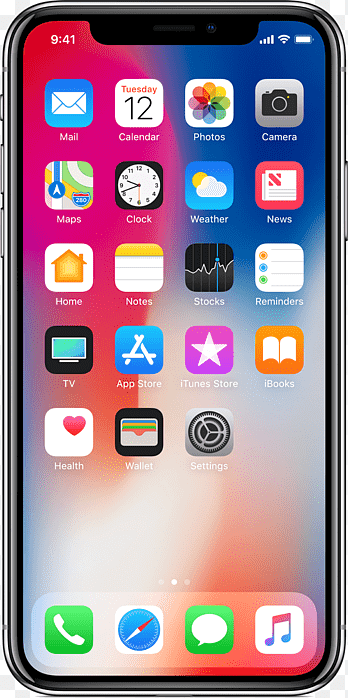 9:41
Tuesday
12
Mail Calendar Photos Camera
280
Maps Clock Weather News
Home Notes Stocks Reminders
TV App Store iTunes Store iBooks
Health Wallet Settings